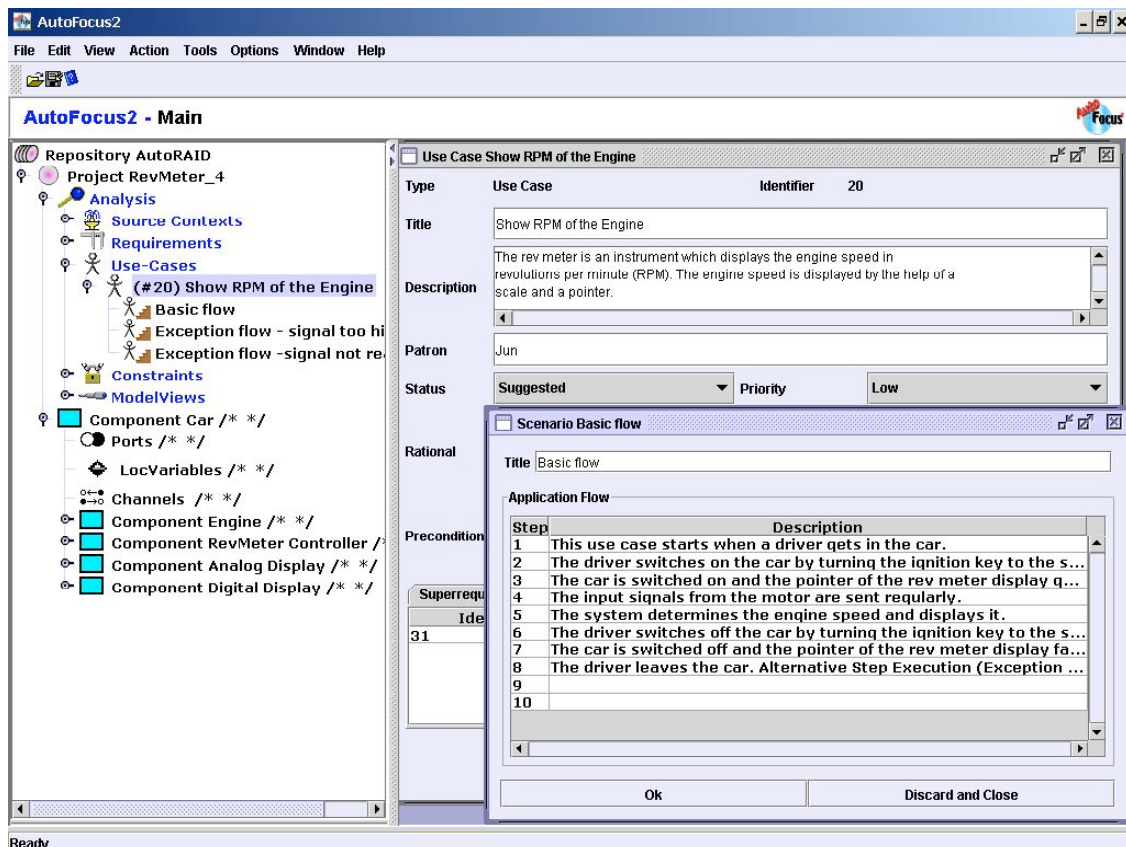 AutoFocus2
File Edit View Action Tools Options Window Help
AutoFocus2 - Main
Auto Focus
Repository AutoRAID
Project RevMeter_4
Analysis
Source Contexts
Requirements
Use-Cases
(#20) Show RPM of the Engine
Basic flow
Exception flow - signal too hi
Exception flow -signal not re
Constraints
ModelViews
Component Car /* */
Ports /* */
LocVariables /* */
Channels /* */
Component Engine /* */
Component RevMeter Controller /*
Component Analog Display /* */
Component Digital Display /* */
Use Case Show RPM of the Engine
Type Use Case Identifier 20
Title Show RPM of the Engine
Description
The rev meter is an instrument which displays the engine speed in
revolutions per minute (RPM). The engine speed is displayed by the help of a
scale and a pointer.
Patron Jun
Status Suggested Priority Low
Rational
Precondition
Superrequ
Ide
31
Scenario Basic flow
Title Basic flow
Application Flow
Step Description
1 This use case starts when a driver gets in the car.
2 The driver switches on the car by turning the ignition key to the s...
3 The car is switched on and the pointer of the rev meter display g...
4 The input signals from the motor are sent regularly.
5 The system determines the engine speed and displays it.
6 The driver switches off the car by turning the ignition key to the s...
7 The car is switched off and the pointer of the rev meter display fa...
8 The driver leaves the car. Alternative Step Execution (Exception ...
9
10
Ok Discard and Close
Ready